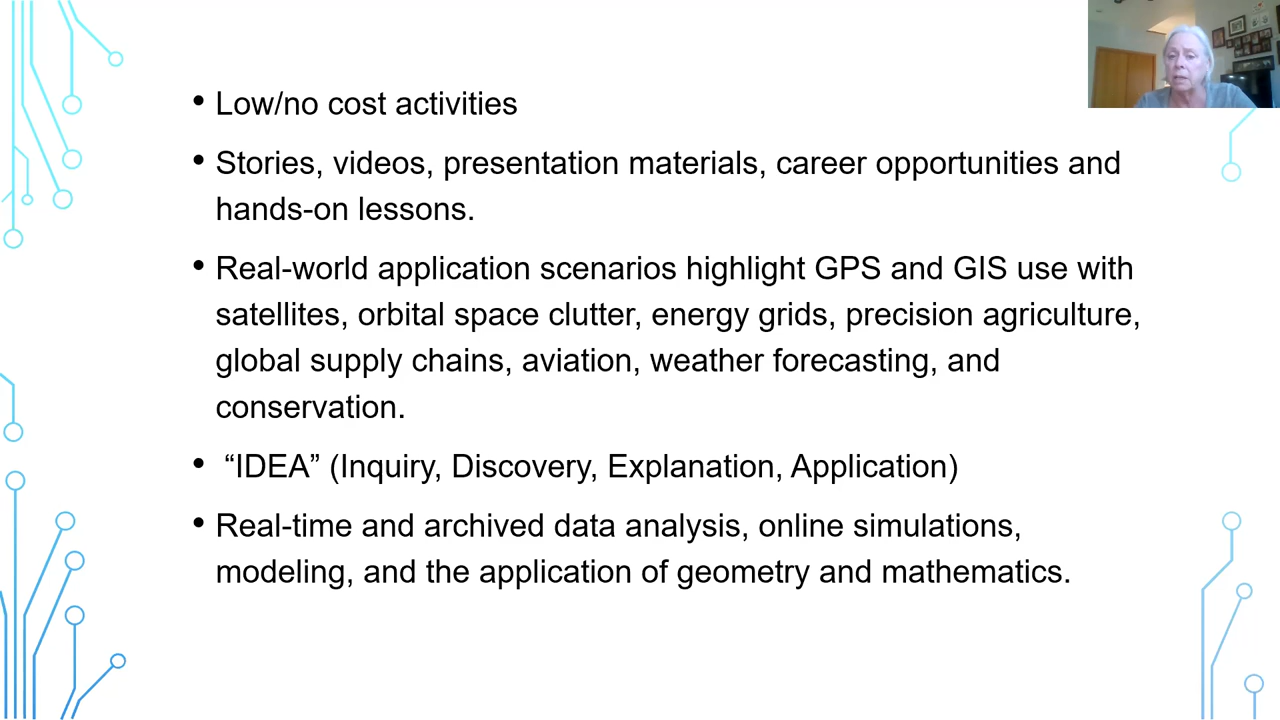 • Low/no cost activities
• Stories, videos, presentation materials, career opportunities and
hands-on lessons.
• Real-world application scenarios highlight GPS and GIS use with
satellites, orbital space clutter, energy grids, precision agriculture,
global supply chains, aviation, weather forecasting, and
conservation.
• “IDEA” (Inquiry, Discovery, Explanation, Application)
• Real-time and archived data analysis, online simulations,
modeling, and the application of geometry and mathematics.